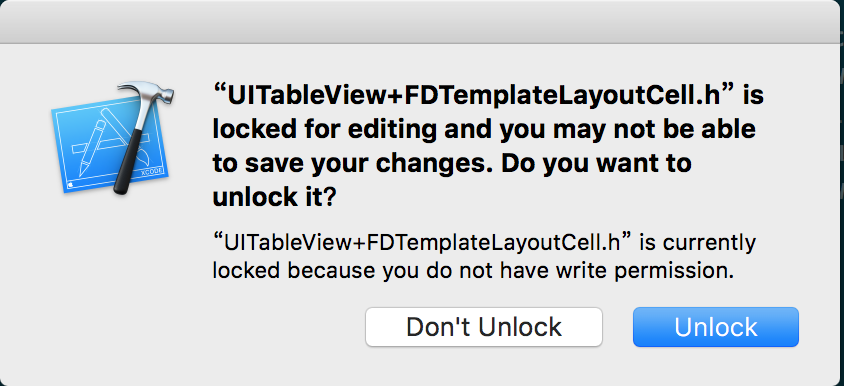 “UITableView+FDTemplateLayoutCell.h” is
locked for editing and you may not be able
to save your changes. Do you want to
unlock it?
“UITableView+FDTemplateLayoutCell.h” is currently
locked because you do not have write permission.
Don't Unlock
Unlock
XCODE